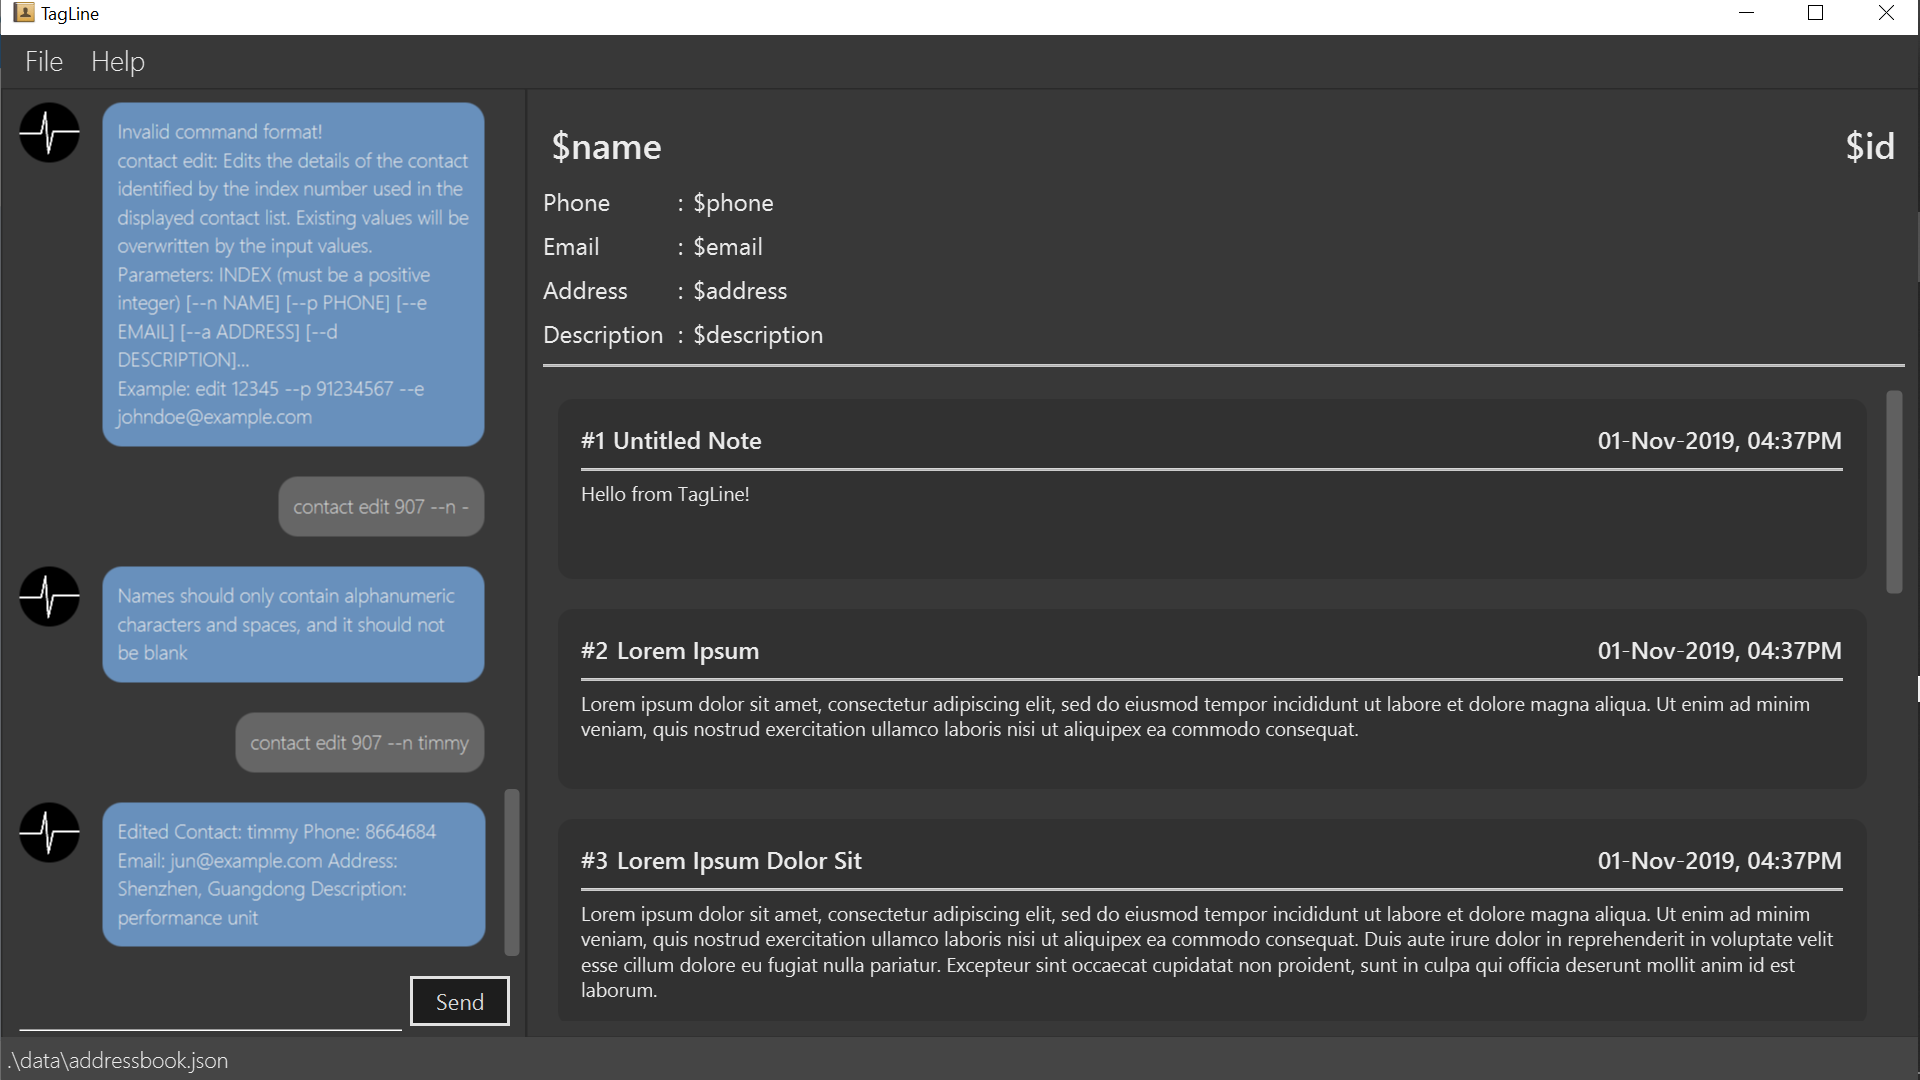 TagLine
File Help
Invalid command format!
contact edit: Edits the details of the contact
identified by the index number used in the
displayed contact list. Existing values will be
overwritten by the input values.
Parameters: INDEX (must be a positive
integer) [--n NAME] [--p PHONE] [--e
EMAIL] [--a ADDRESS] [--d
DESCRIPTION]...
Example: edit 12345 --p 91234567 --e
johndoe@example.com
contact edit 907 --n -
Names should only contain alphanumeric
characters and spaces, and it should not
be blank
contact edit 907 --n timmy
Edited Contact: timmy Phone: 8664684
Email: jun@example.com Address:
Shenzhen, Guangdong Description:
performance unit
Send
$name $id
Phone : $phone
Email : $email
Address : $address
Description : $description
#1 Untitled Note 01-Nov-2019, 04:37PM
Hello from TagLine!
#2 Lorem Ipsum 01-Nov-2019, 04:37PM
Lorem ipsum dolor sit amet, consectetur adipiscing elit, sed do eiusmod tempor incididunt ut labore et dolore magna aliqua. Ut enim ad minim
veniam, quis nostrud exercitation ullamco laboris nisi ut aliquipex ea commodo consequat.
#3 Lorem Ipsum Dolor Sit 01-Nov-2019, 04:37PM
Lorem ipsum dolor sit amet, consectetur adipiscing elit, sed do eiusmod tempor incididunt ut labore et dolore magna aliqua. Ut enim ad minim
veniam, quis nostrud exercitation ullamco laboris nisi ut aliquipex ea commodo consequat. Duis aute irure dolor in reprehenderit in voluptate velit
esse cillum dolore eu fugiat nulla pariatur. Excepteur sint occaecat cupidatat non proident, sunt in culpa qui officia deserunt mollit anim id est
laborum.
.\data\addressbook.json